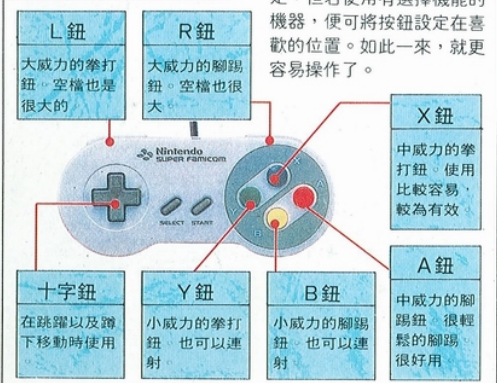 是，但若使用有選擇機能的
機器，便可將按鈕設定在喜
歡的位置。如此一來，就更
容易操作了。
L鈕
大威力的拳打
鈕。空檔也是
很大的
R鈕
大威力的腳踢
鈕。空檔也很
大。
X鈕
中威力的拳
打鈕。使用
比較容易，
較為有效。
Nintendo
SUPER FAMICOM
X
SELECT
START
B
十字鈕
在跳躍以及蹲
下移動時使用
Y鈕
小威力的拳打
鈕。也可以連
射
B鈕
小威力的腳踢
鈕。也可以連
射
A鈕
中威力的腳
踢鈕。很輕
鬆的腳踢，
很好用